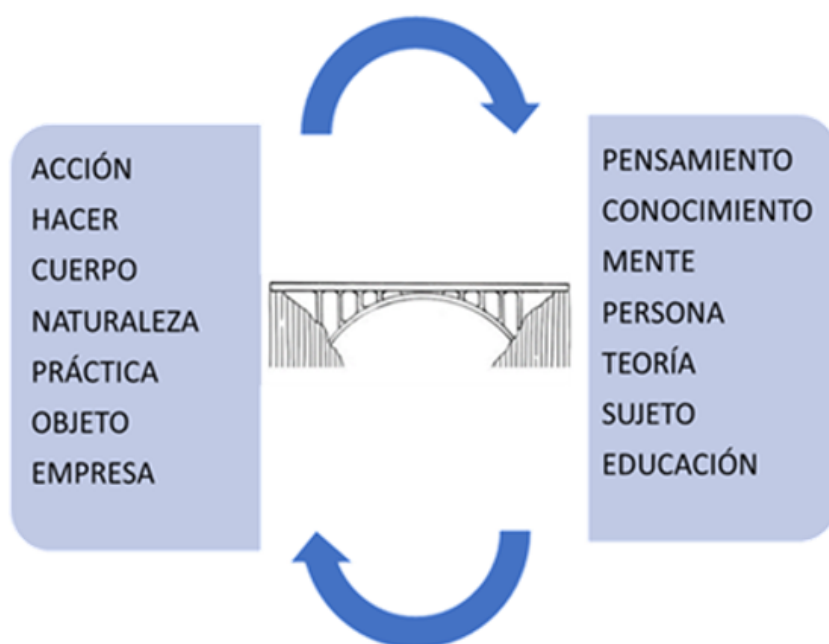 ACCIÓN
HACER
CUERPO
NATURALEZA
PRÁCTICA
OBJETO
EMPRESA
PENSAMIENTO
CONOCIMIENTO
MENTE
PERSONA
TEORÍA
SUJETO
EDUCACIÓN